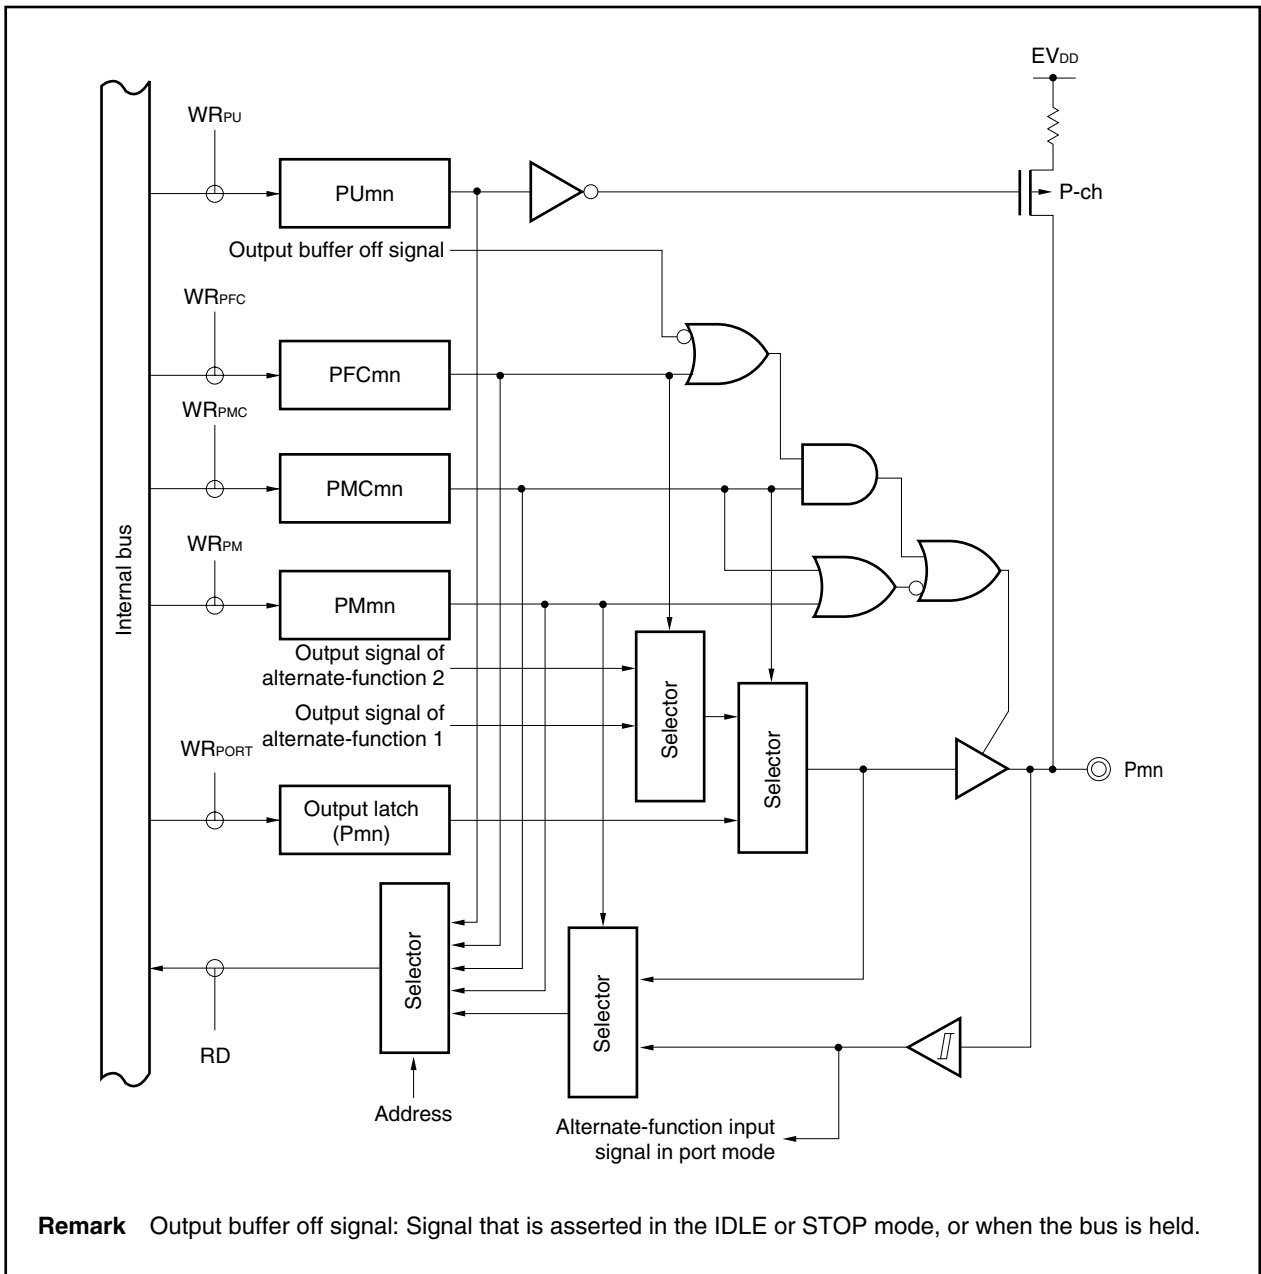 EVDD
WRPU
PUmn
P-ch
Output buffer off signal
WRPFC
PFCmn
WRPMC
PMCmn
Internal bus
WRPM
PMmn
Output signal of
alternate-function 2
Output signal of
alternate-function 1
Selector
Selector
WRPORT
Pmn
Output latch
(Pmn)
Selector
Selector
RD
Address
Alternate-function input
signal in port mode
Remark Output buffer off signal: Signal that is asserted in the IDLE or STOP mode, or when the bus is held.